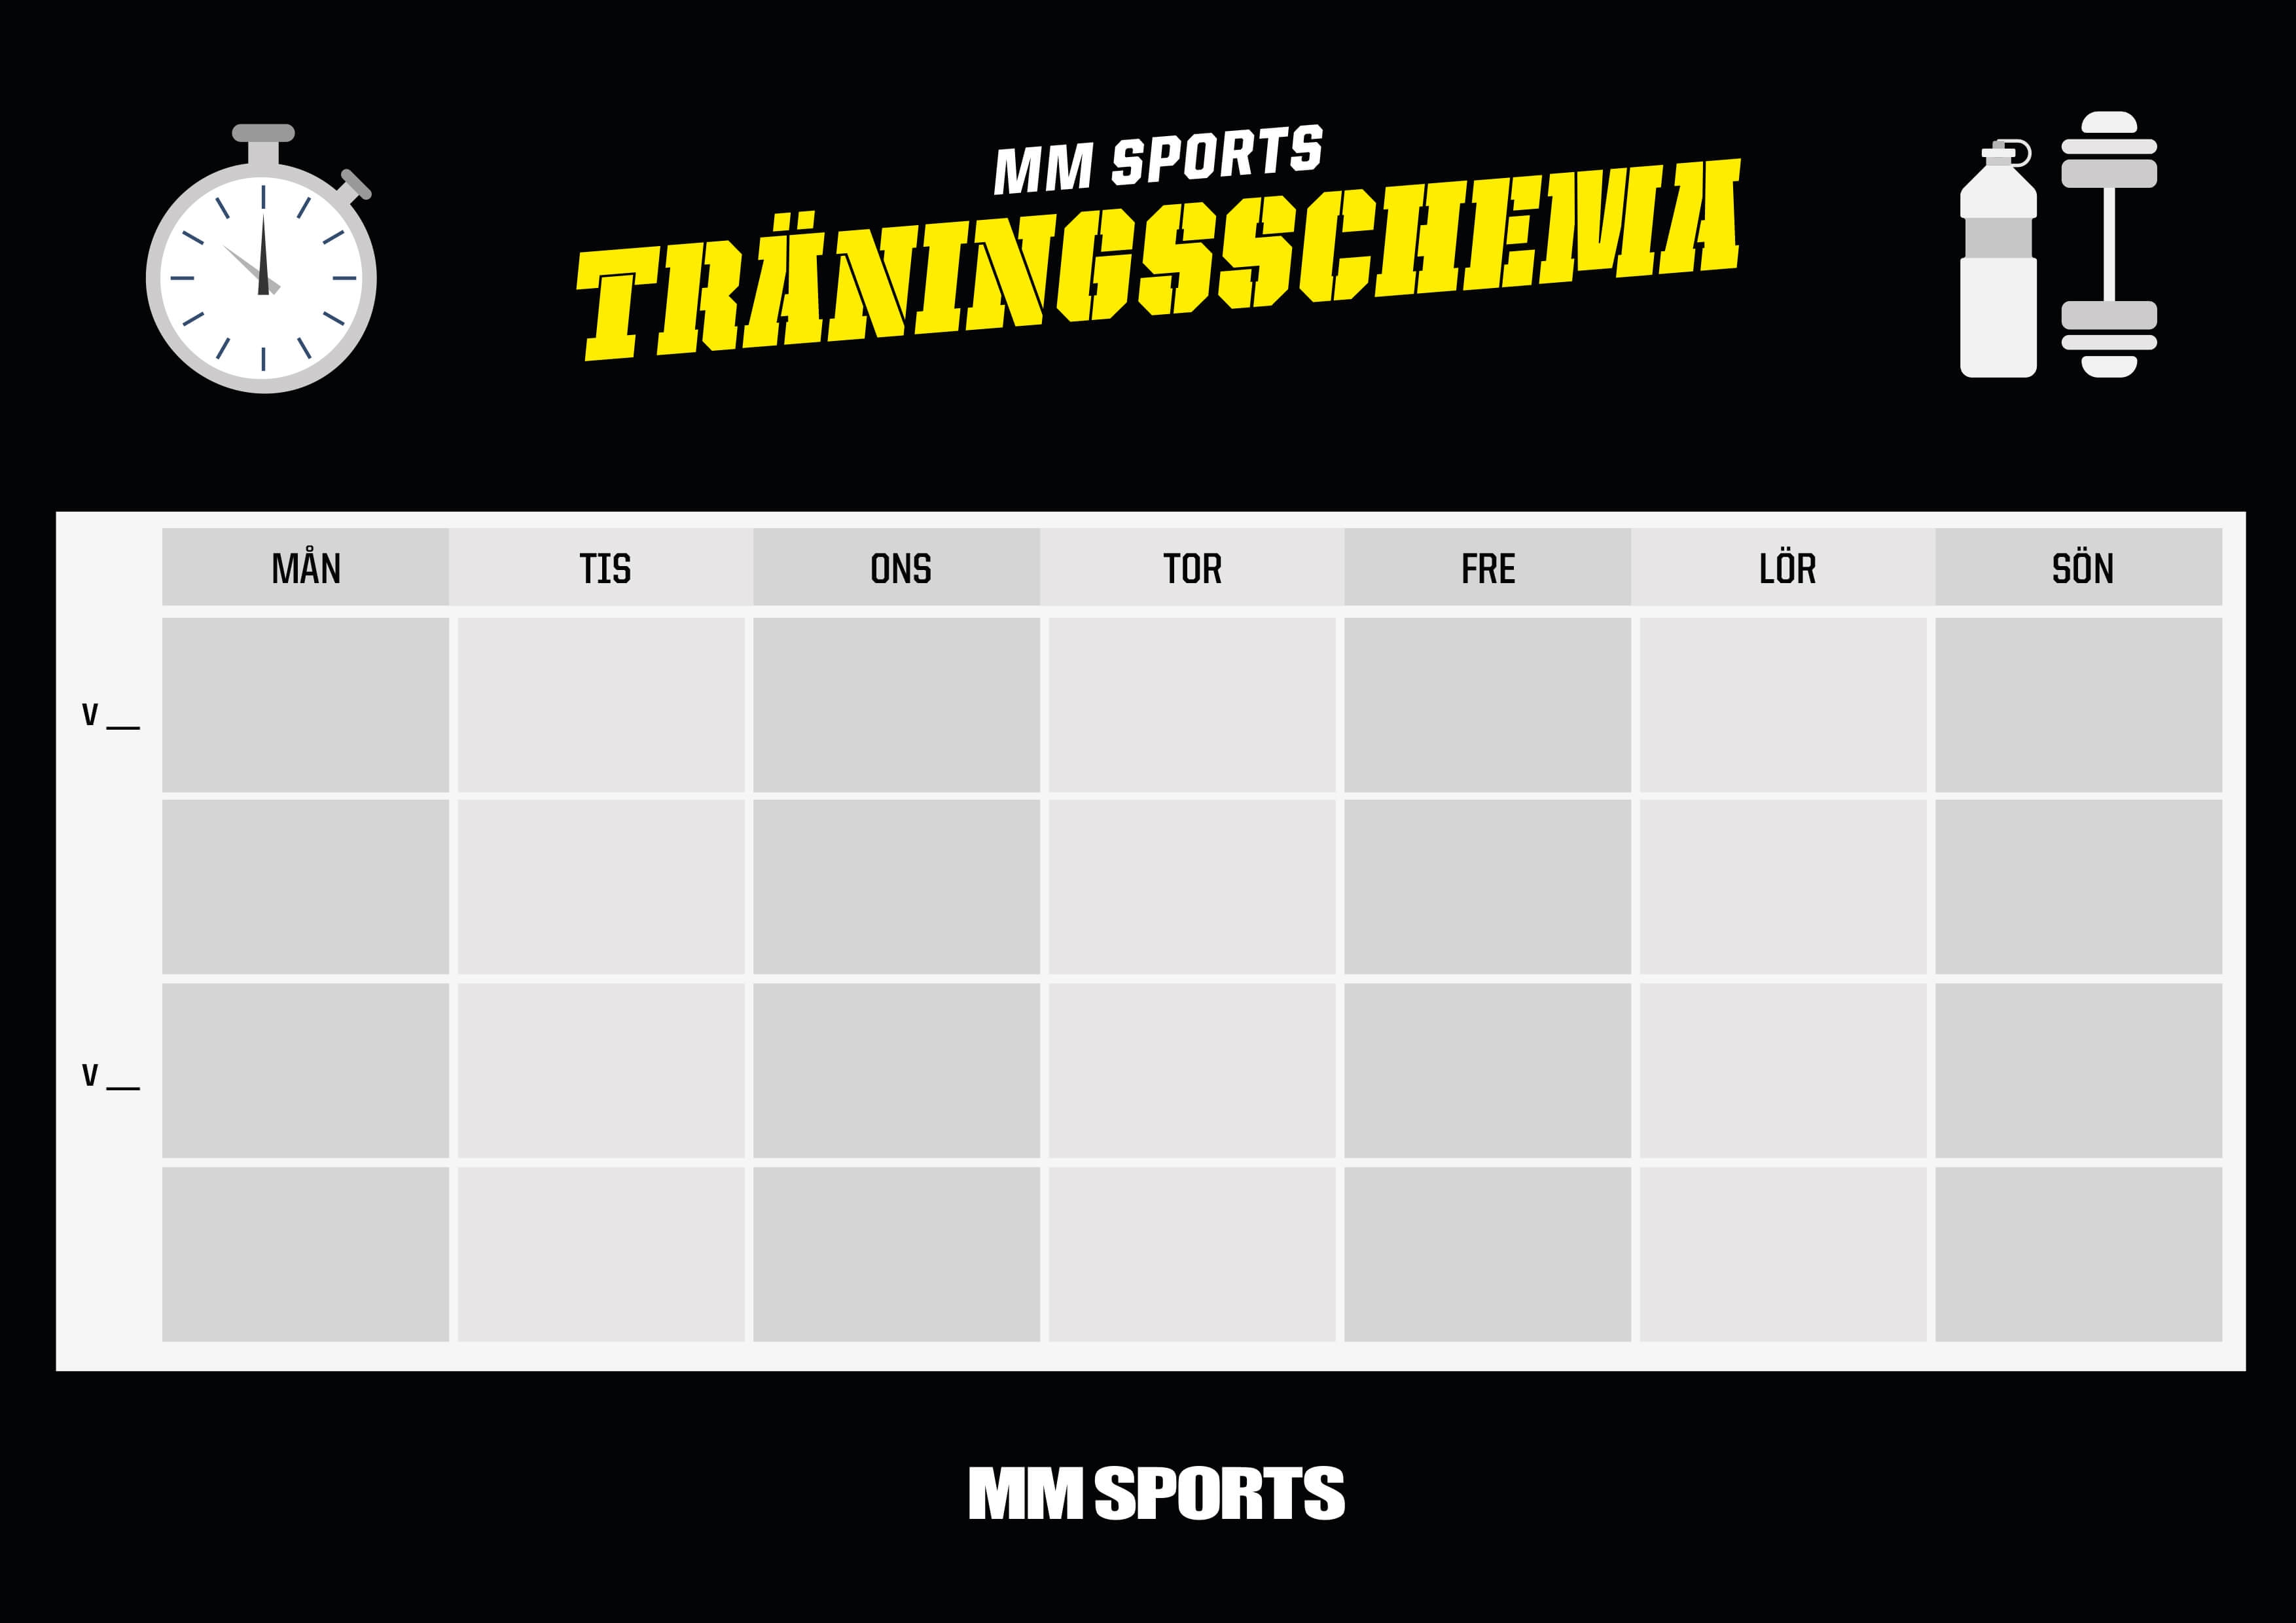 MM SPORTS
TRÄNINGSSCHEMA
MÅN TIS ONS TOR FRE LÖR SÖN
V __
V __
MM SPORTS